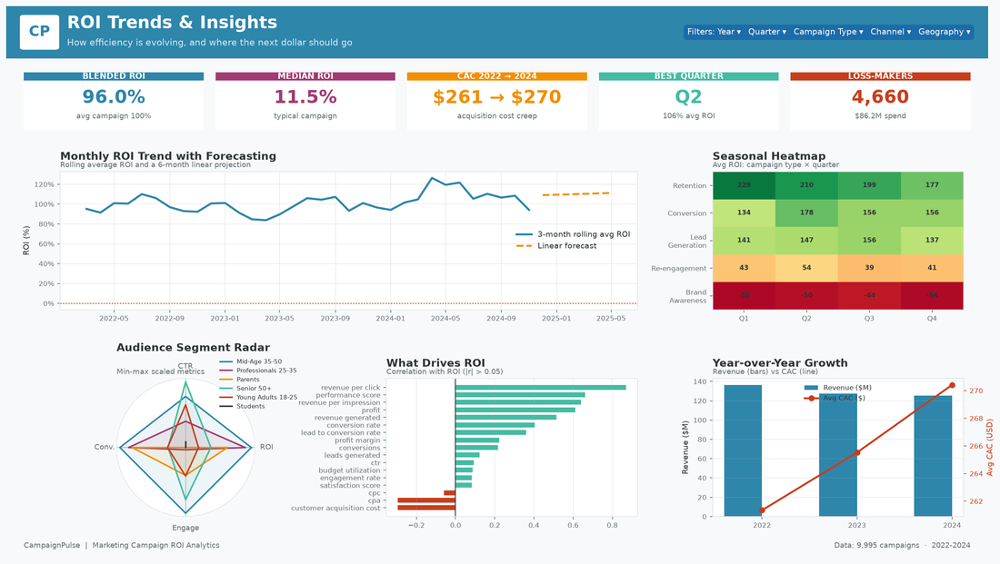 CP
ROI Trends & Insights
How efficiency is evolving, and where the next dollar should go
Filters: Year ▾ Quarter ▾ Campaign Type ▾ Channel ▾ Geography ▾
BLENDED ROI
96.0%
avg campaign 100%
MEDIAN ROI
11.5%
typical campaign
CAC 2022 → 2024
$261 → $270
acquisition cost creep
BEST QUARTER
Q2
106% avg ROI
LOSS-MAKERS
4,660
$86.2M spend
Monthly ROI Trend with Forecasting
Rolling average ROI and a 6-month linear projection
ROI (%)
120%
100%
80%
60%
40%
20%
0%
3-month rolling avg ROI
Linear forecast
2022-05 2022-09 2023-01 2023-05 2023-09 2024-01 2024-05 2024-09 2025-01 2025-05
Seasonal Heatmap
Avg ROI: campaign type × quarter
Retention 229 210 199 177
Conversion 134 178 156 156
Lead
Generation 141 147 156 137
Re-engagement 43 54 39 41
Brand
Awareness -44
Q1 Q2 Q3 Q4
Audience Segment Radar
Min-max scaled metrics
CTR
ROI
Conv.
Engage
Mid-Age 35-50
Professionals 25-35
Parents
Senior 50+
Young Adults 18-25
Students
What Drives ROI
Correlation with ROI (|r| > 0.05)
revenue per click
performance score
revenue per impression
profit
revenue generated
conversion rate
lead to conversion rate
profit margin
conversions
leads generated
ctr
budget utilization
engagement rate
satisfaction score
cpc
cpa
customer acquisition cost
−0.2 0.0 0.2 0.4 0.6 0.8
Year-over-Year Growth
Revenue (bars) vs CAC (line)
Revenue ($M)
Avg CAC ($)
Revenue ($M)
140
120
100
80
60
40
20
0
2022 2023 2024
270
268
266
264
262
Avg CAC (USD)
CampaignPulse | Marketing Campaign ROI Analytics
Data: 9,995 campaigns · 2022-2024